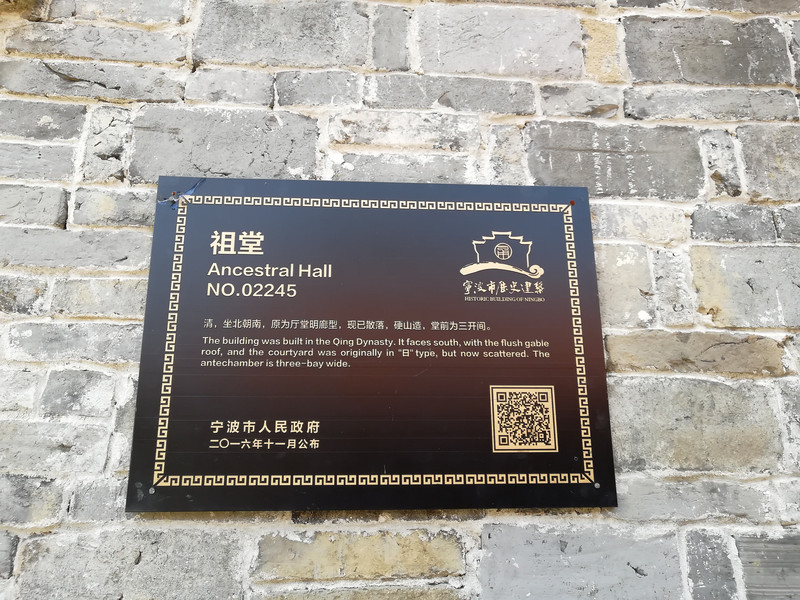 祖堂
Ancestral Hall
NO.02245
宁波市历史建筑
HISTORIC BUILDING OF NINGBO
清，坐北朝南，原为厅堂明廊型，现已散落，硬山造，堂前为三开间。
The building was built in the Qing Dynasty. It faces south, with the flush gable
roof, and the courtyard was originally in "日" type, but now scattered. The
antechamber is three-bay wide.
宁波市人民政府
二〇一六年十一月公布